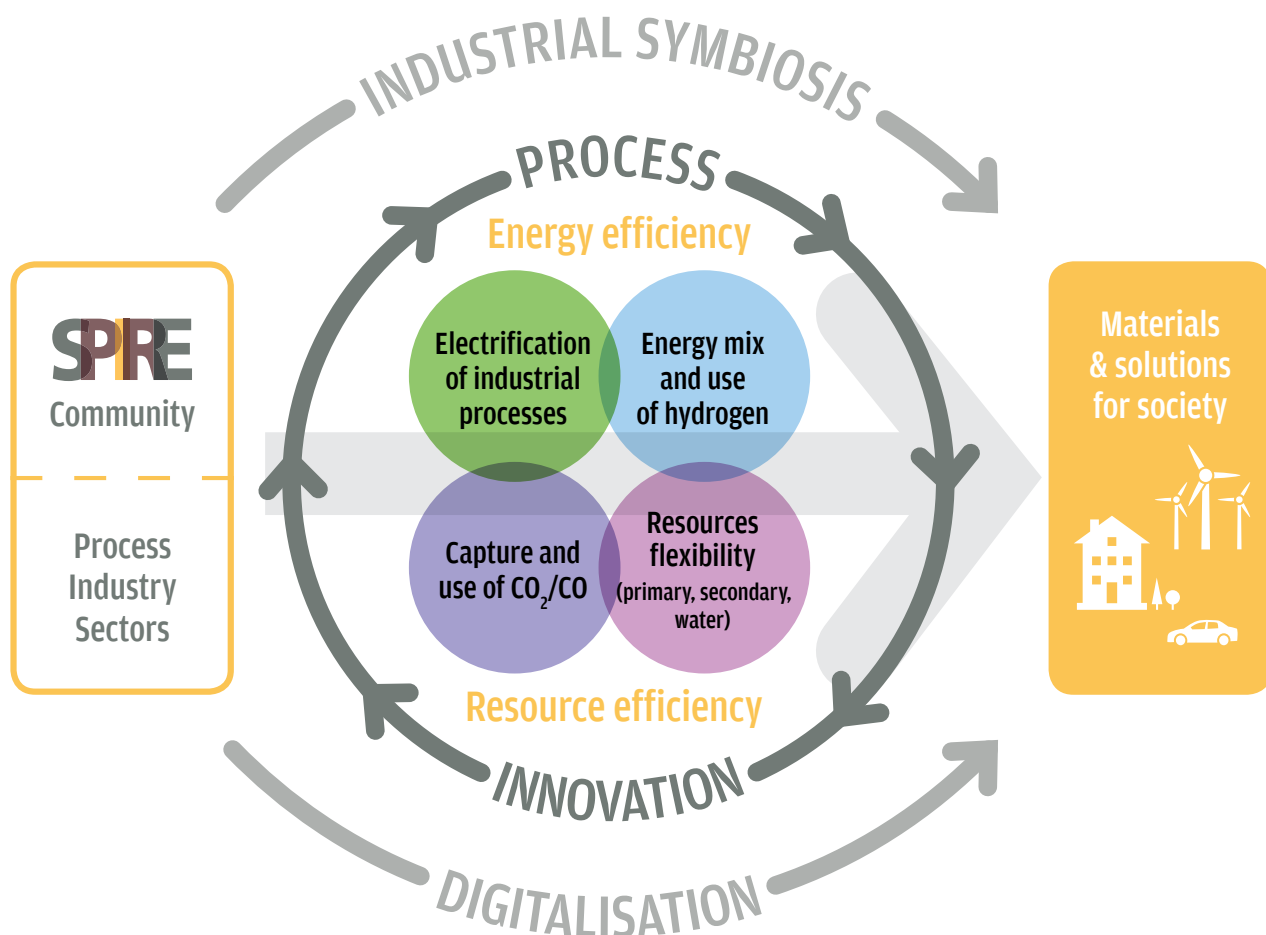 INDUSTRIAL SYMBIOSIS
PROCESS
Energy efficiency
SPIRE
Community
Process
Industry
Sectors
Electrification
of industrial
processes
Energy mix
and use
of hydrogen
Capture and
use of CO₂/CO
Resources
flexibility
(primary, secondary,
water)
Resource efficiency
INNOVATION
DIGITALISATION
Materials
& solutions
for society